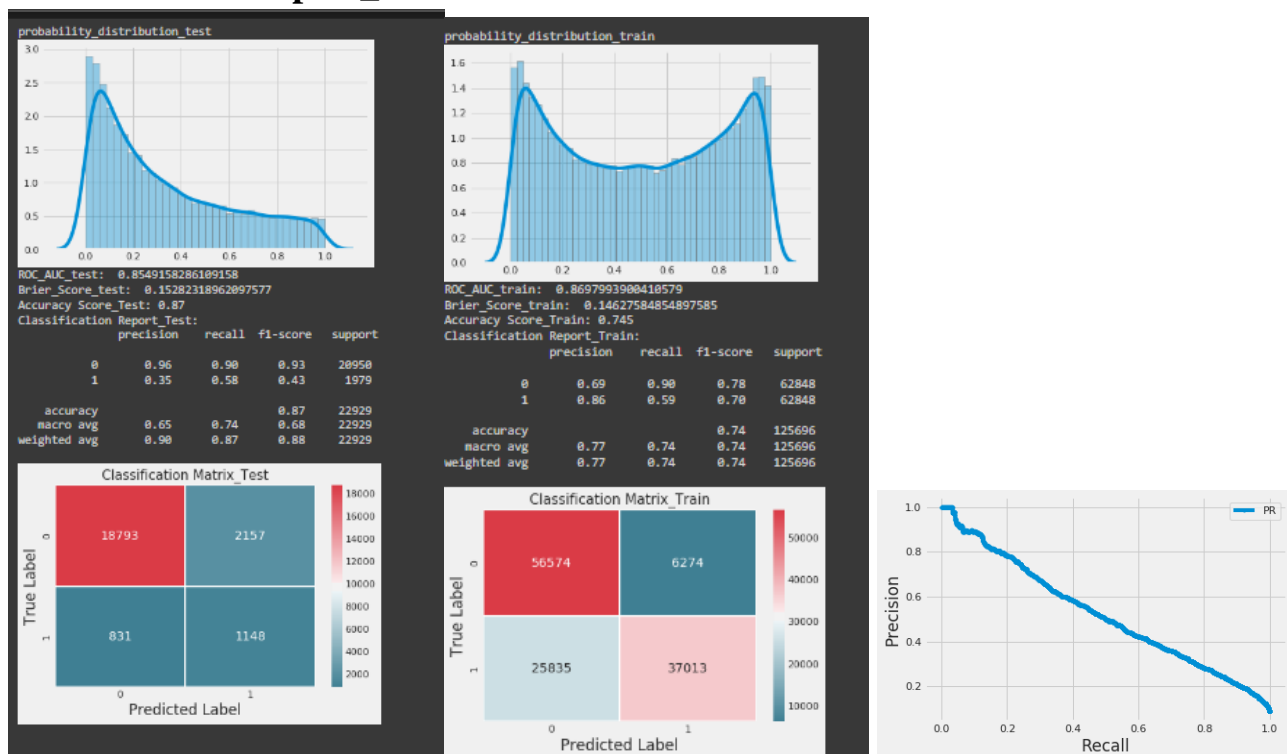 probability_distribution_test
3.0
2.5
2.0
1.5
1.0
0.5
0.0
0.0 0.2 0.4 0.6 0.8 1.0
ROC_AUC_test: 0.8549158286109158
Brier_Score_test: 0.15282318962097577
Accuracy Score_Test: 0.87
Classification Report_Test:
precision recall f1-score support
0 0.96 0.90 0.93 20950
1 0.35 0.58 0.43 1979
accuracy 0.87 22929
macro avg 0.65 0.74 0.68 22929
weighted avg 0.90 0.87 0.88 22929
Classification Matrix_Test
True Label
0
1
18793 2157
831 1148
0 1
Predicted Label
18000
16000
14000
12000
10000
8000
6000
4000
2000
probability_distribution_train
1.6
1.4
1.2
1.0
0.8
0.6
0.4
0.2
0.0
0.0 0.2 0.4 0.6 0.8 1.0
ROC_AUC_train: 0.8697993900410579
Brier_Score_train: 0.14627584854897585
Accuracy Score_Train: 0.745
Classification Report_Train:
precision recall f1-score support
0 0.69 0.90 0.78 62848
1 0.86 0.59 0.70 62848
accuracy 0.74 125696
macro avg 0.77 0.74 0.74 125696
weighted avg 0.77 0.74 0.74 125696
Classification Matrix_Train
True Label
0
1
56574 6274
25835 37013
0 1
Predicted Label
50000
40000
30000
20000
10000
PR
Precision
1.0
0.8
0.6
0.4
0.2
0.0 0.2 0.4 0.6 0.8 1.0
Recall